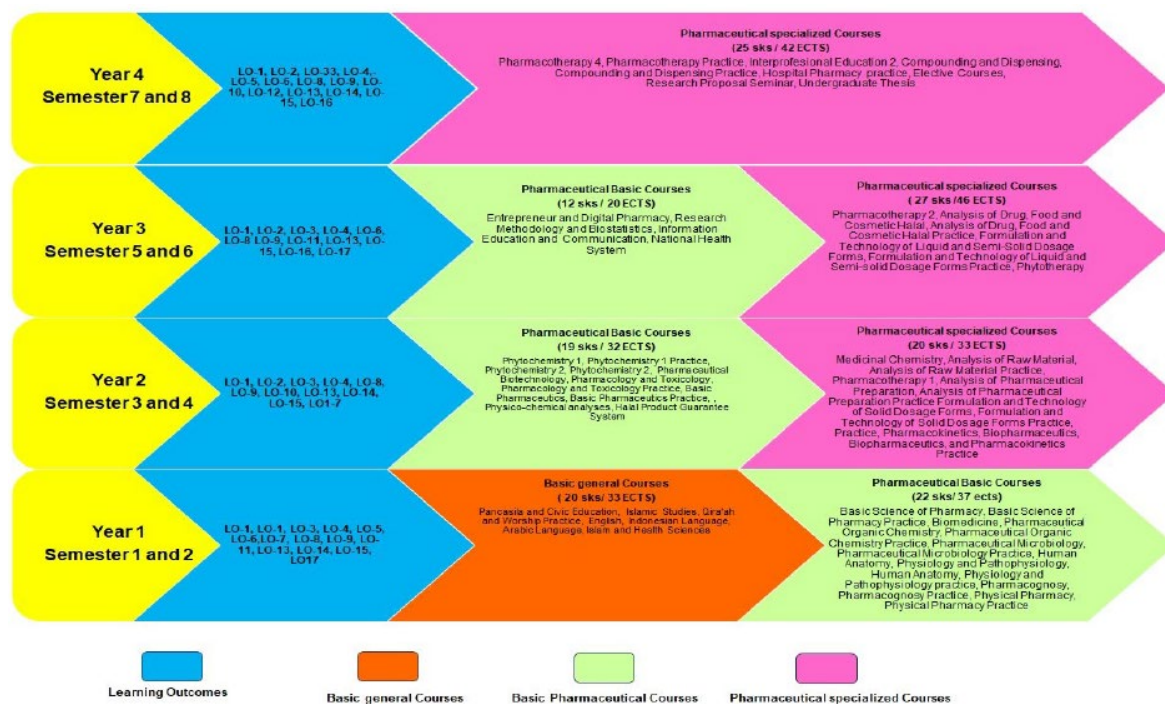 Year 4
Semester 7 and 8
LO-1, LO-2, LO-33, LO-4,
LO-5, LO-6, LO-8, LO-9, LO-
10, LO-12, LO-13, LO-14, LO-
15, LO-16
Pharmaceutical specialized Courses
(25 sks / 42 ECTS)
Pharmacotherapy 4, Pharmacotherapy Practice, Interprofesional Education 2, Compounding and Dispensing,
Compounding and Dispensing Practice, Hospital Pharmacy practice, Elective Courses,
Research Proposal Seminar, Undergraduate Thesis
Year 3
Semester 5 and 6
LO-1, LO-2, LO-3, LO-4, LO-6,
LO-8 LO-9, LO-11, LO-13, LO-
15, LO-16, LO-17
Pharmaceutical Basic Courses
(12 sks / 20 ECTS)
Entrepreneur and Digital Pharmacy, Research
Methodology and Biostatistics, Information
Education and Communication, National Health
System
Pharmaceutical specialized Courses
( 27 sks /46 ECTS)
Pharmacotherapy 2, Analysis of Drug, Food and
Cosmetic Halal, Analysis of Drug, Food and
Cosmetic Halal Practice, Formulation and
Technology of Liquid and Semi-Solid Dosage
Forms, Formulation and Technology of Liquid and
Semi-solid Dosage Forms Practice, Phytotherapy
Year 2
Semester 3 and 4
LO-1, LO-2, LO-3, LO-4, LO-8,
LO-9, LO-10, LO-13, LO-14,
LO-15, LO1-7
Pharmaceutical Basic Courses
(19 sks / 32 ECTS)
Phytochemistry 1, Phytochemistry 1 Practice,
Phytochemistry 2, Phytochemistry 2, Pharmaceutical
Biotechnology, Pharmacology and Toxicology,
Pharmacology and Toxicology Practice, Basic
Pharmaceutics, Basic Pharmaceutics Practice, ,
Physico-chemical analyses, Halal Product Guarantee
System
Pharmaceutical specialized Courses
(20 sks / 33 ECTS)
Medicinal Chemistry, Analysis of Raw Material,
Analysis of Raw Material Practice,
Pharmacotherapy 1, Analysis of Pharmaceutical
Preparation, Analysis of Pharmaceutical
Preparation Practice Formulation and Technology
of Solid Dosage Forms, Formulation and
Technology of Solid Dosage Forms Practice,
Practice, Pharmacokinetics, Biopharmaceutics,
Biopharmaceutics, and Pharmacokinetics
Practice
Year 1
Semester 1 and 2
LO-1, LO-1, LO-3, LO-4, LO-5,
LO-6,LO-7, LO-8, LO-9, LO-
11, LO-13, LO-14, LO-15,
LO17
Basic general Courses
( 20 sks/ 33 ECTS)
Pancasila and Civic Education, Islamic Studies, Qira'ah
and Worship Practice, English, Indonesian Language,
Arabic Language, Islam and Health Sciences
Pharmaceutical Basic Courses
(22 sks/ 37 ects)
Basic Science of Pharmacy, Basic Science of
Pharmacy Practice, Biomedicine, Pharmaceutical
Organic Chemistry, Pharmaceutical Organic
Chemistry Practice, Pharmaceutical Microbiology,
Pharmaceutical Microbiology Practice, Human
Anatomy, Physiology and Pathophysiology,
Human Anatomy, Physiology and
Pathophysiology practice, Pharmacognosy,
Pharmacognosy Practice, Physical Pharmacy,
Physical Pharmacy Practice
Learning Outcomes
Basic general Courses
Basic Pharmaceutical Courses
Pharmaceutical specialized Courses